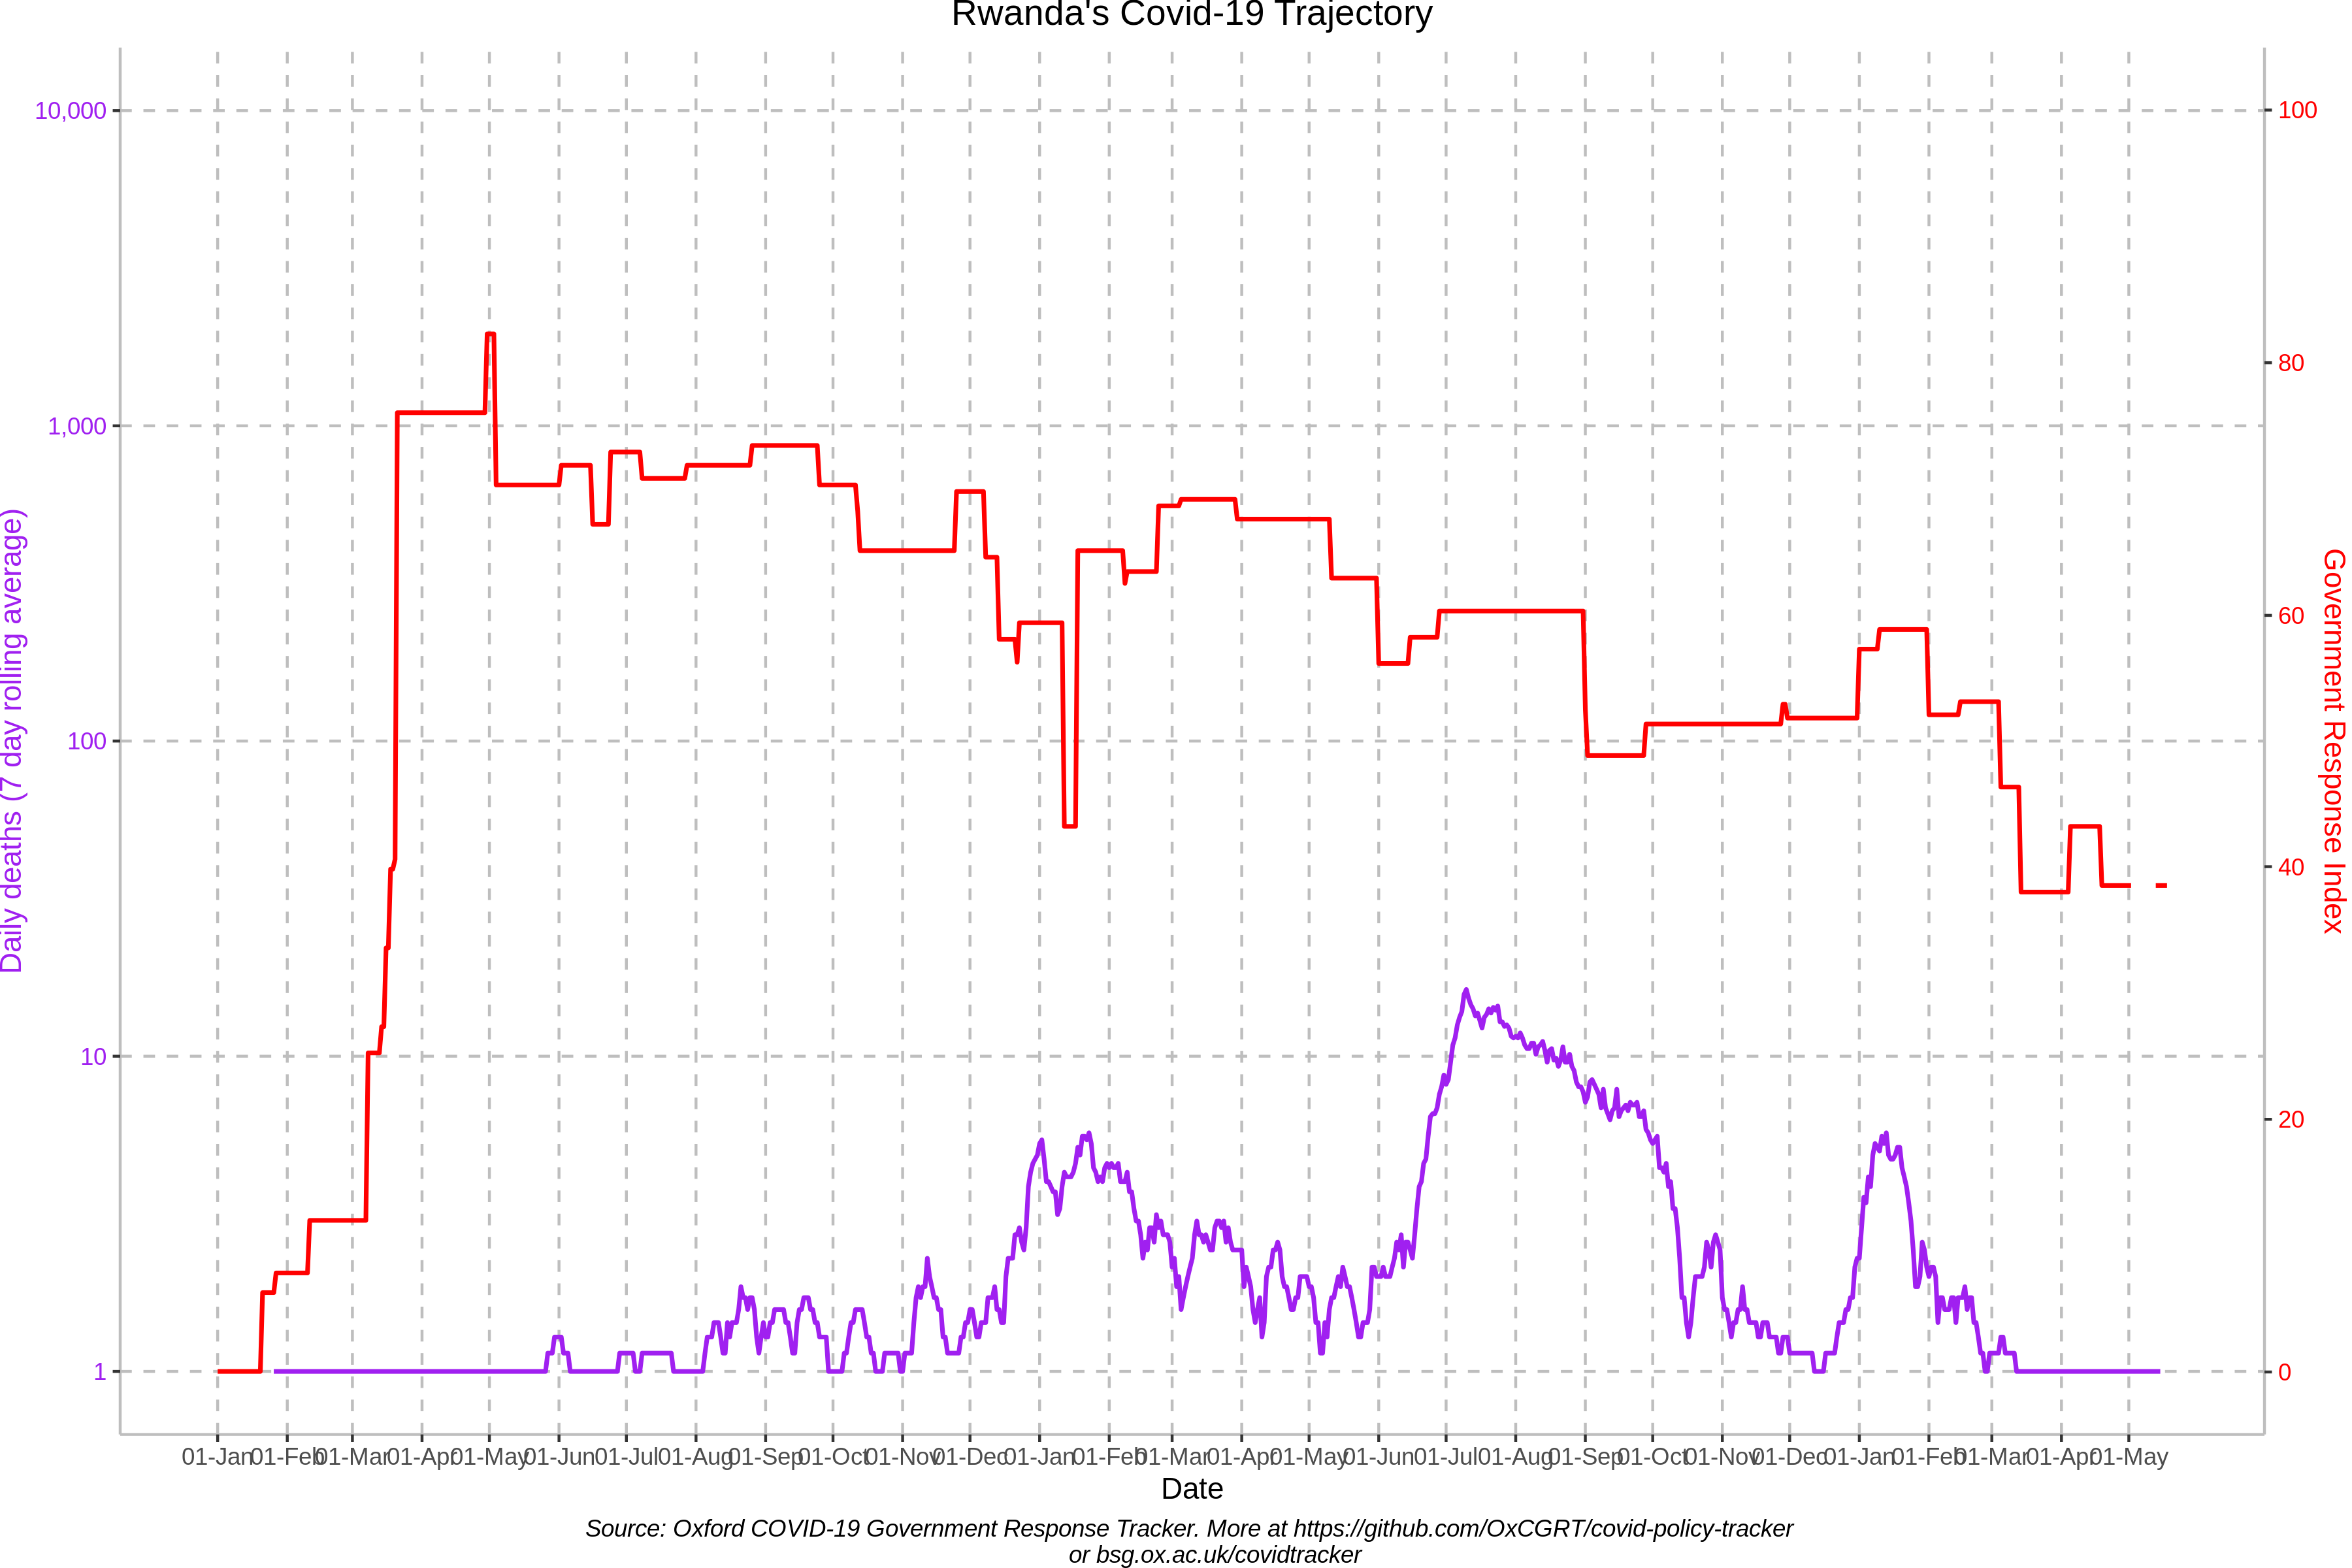 Rwanda's Covid-19 Trajectory
Daily deaths (7 day rolling average)
10,000
1,000
100
10
1
100
80
60
40
20
0
Government Response Index
01-Jan 01-Feb 01-Mar 01-Apr 01-May 01-Jun 01-Jul 01-Aug 01-Sep 01-Oct 01-Nov 01-Dec 01-Jan 01-Feb 01-Mar 01-Apr 01-May 01-Jun 01-Jul 01-Aug 01-Sep 01-Oct 01-Nov 01-Dec 01-Jan 01-Feb 01-Mar 01-Apr 01-May
Date
Source: Oxford COVID-19 Government Response Tracker. More at https://github.com/OxCGRT/covid-policy-tracker
or bsg.ox.ac.uk/covidtracker